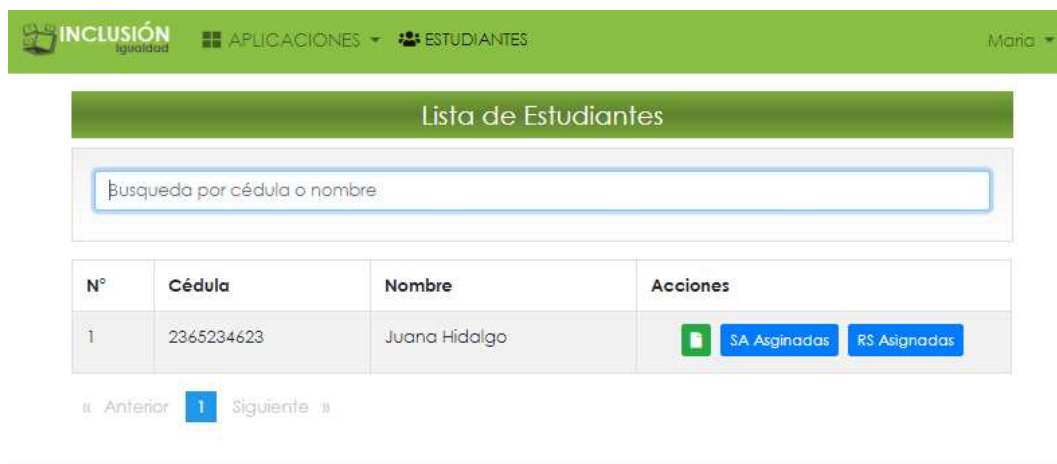 INCLUSIÓN
Igualdad
APLICACIONES ESTUDIANTES Maria
Lista de Estudiantes
Busqueda por cédula o nombre
N° Cédula Nombre Acciones
1 2365234623 Juana Hidalgo SA Asginadas RS Asignadas
« Anterior 1 Siguiente »